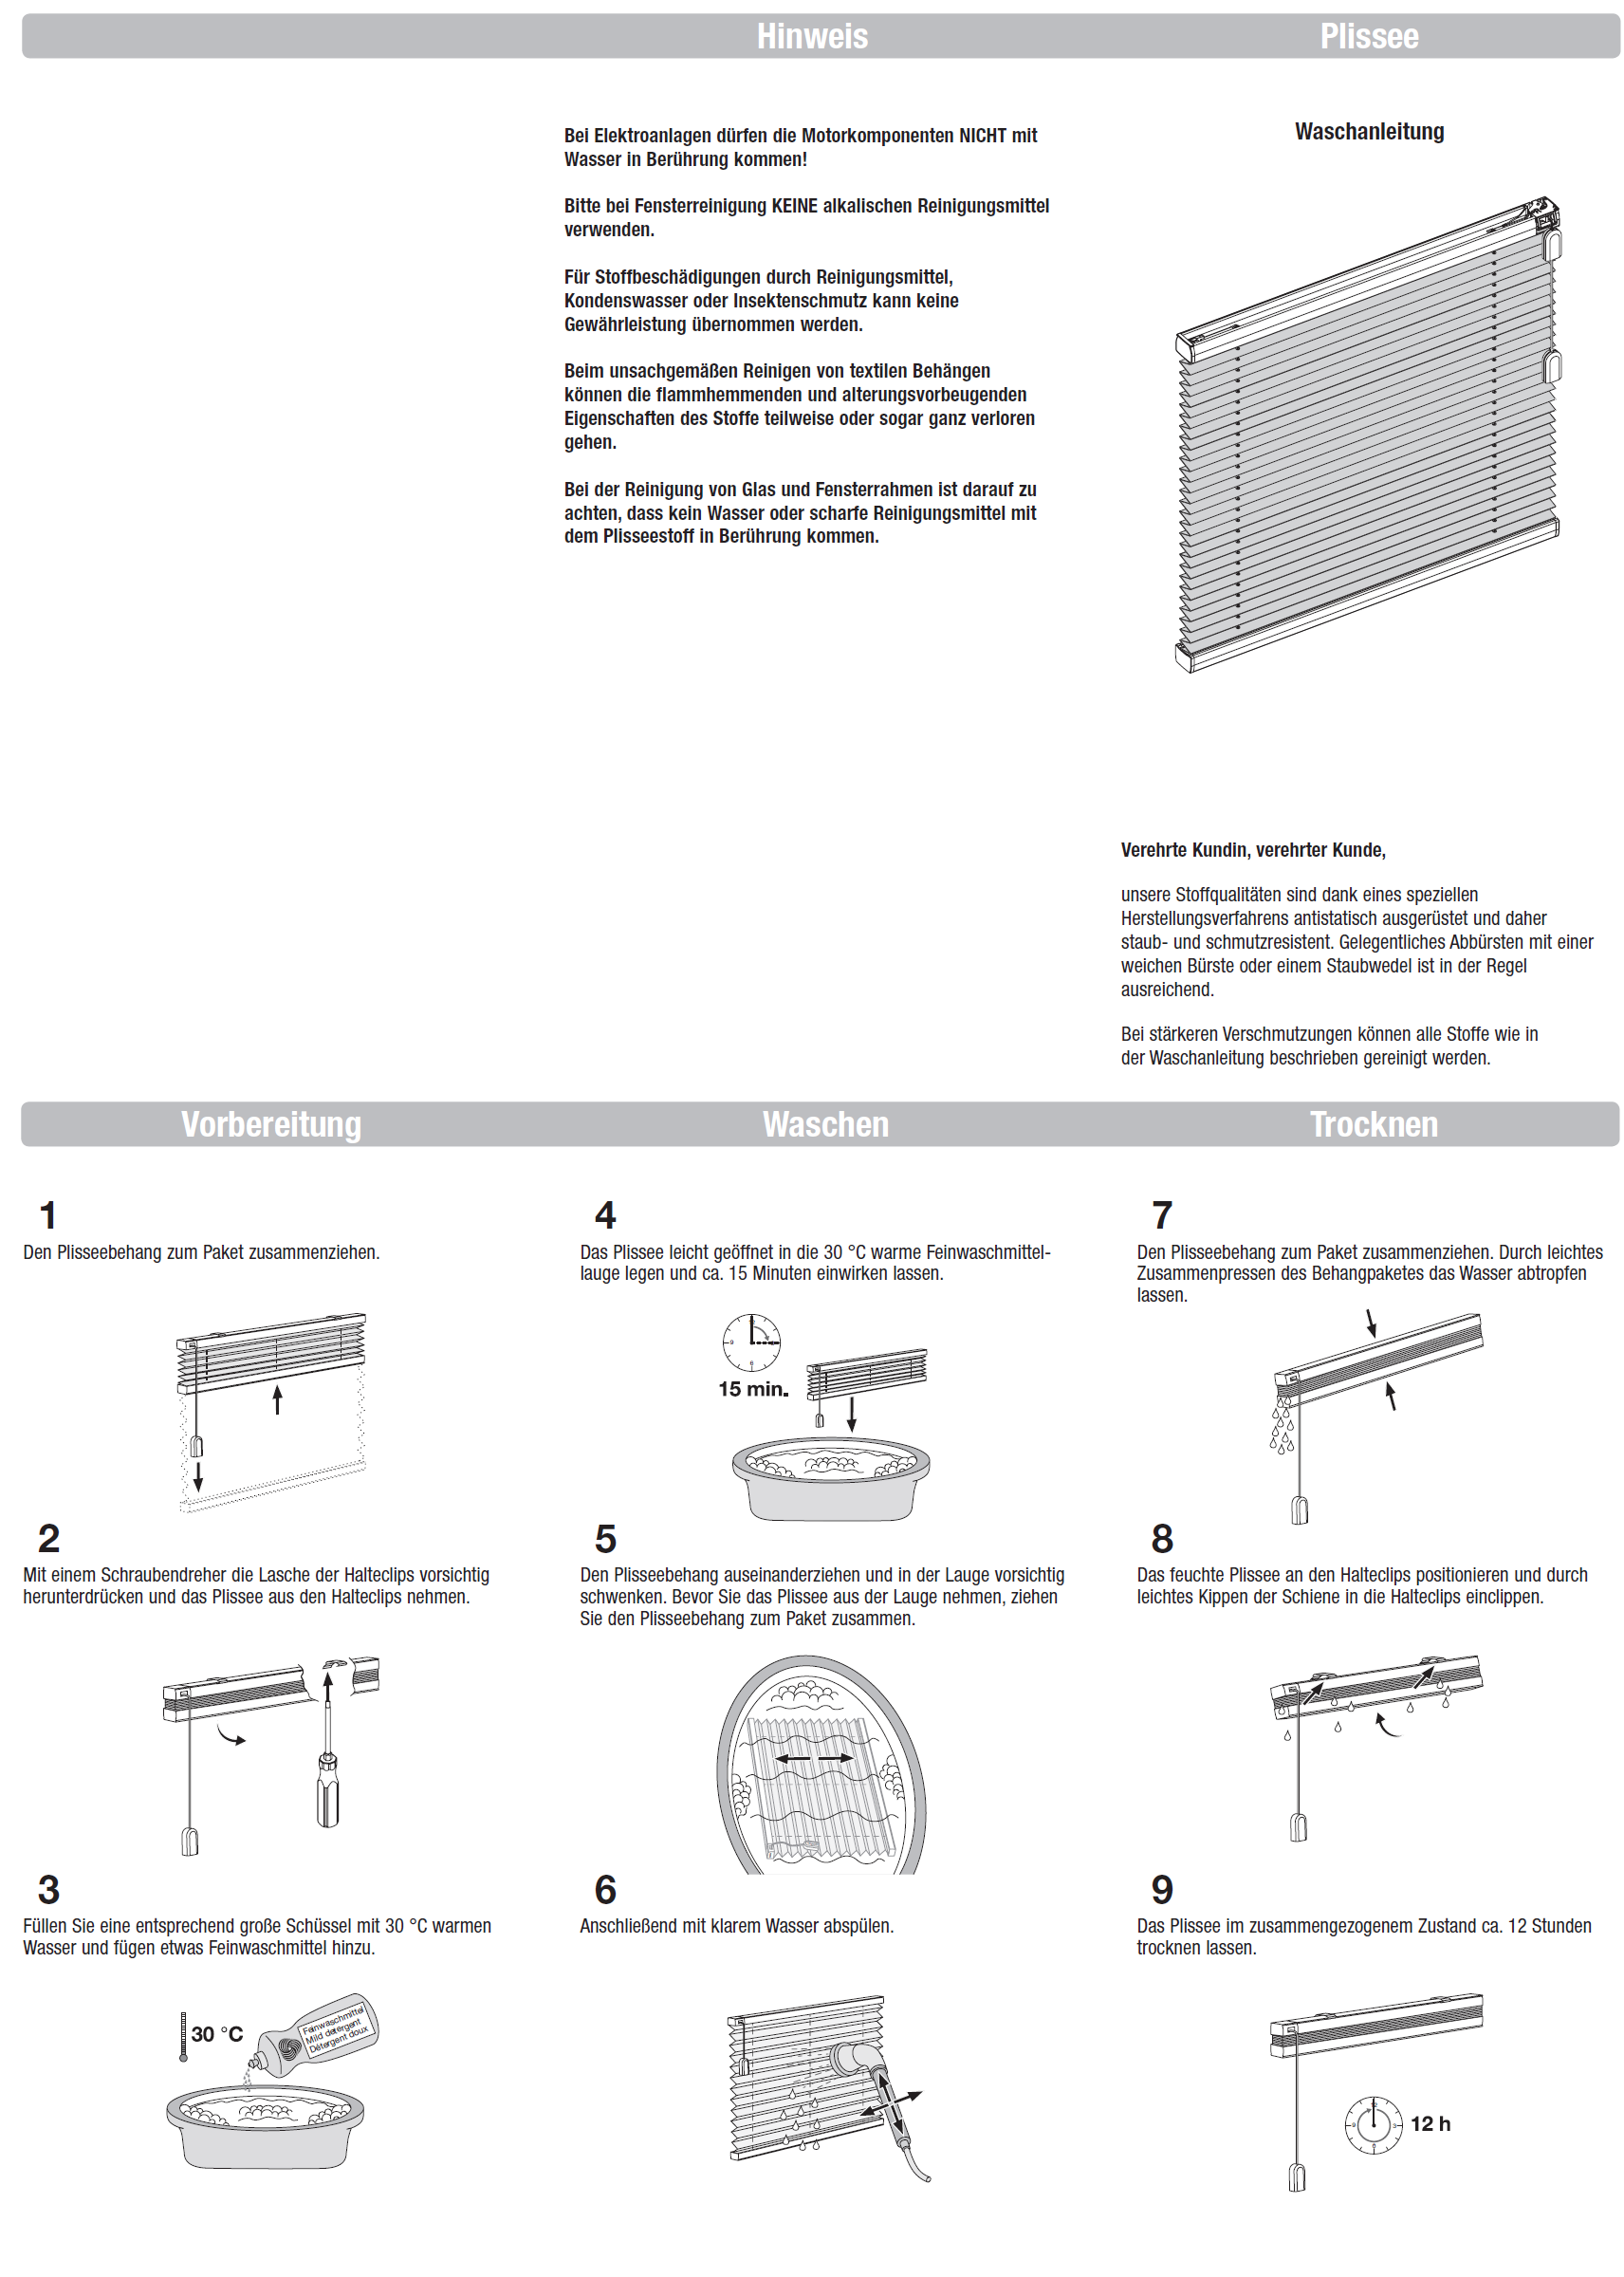 Hinweis
Bei Elektroanlagen dürfen die Motorkomponenten NICHT mit
Wasser in Berührung kommen!
Bitte bei Fensterreinigung KEINE alkalischen Reinigungsmittel
verwenden.
Für Stoffbeschädigungen durch Reinigungsmittel,
Kondenswasser oder Insektenschmutz kann keine
Gewährleistung übernommen werden.
Beim unsachgemäßen Reinigen von textilen Behängen
können die flammhemmenden und alterungsvorbeugenden
Eigenschaften des Stoffe teilweise oder sogar ganz verloren
gehen.
Bei der Reinigung von Glas und Fensterrahmen ist darauf zu
achten, dass kein Wasser oder scharfe Reinigungsmittel mit
dem Plisseestoff in Berührung kommen.
Plissee
Waschanleitung
Verehrte Kundin, verehrter Kunde,
unsere Stoffqualitäten sind dank eines speziellen
Herstellungsverfahrens antistatisch ausgerüstet und daher
staub- und schmutzresistent. Gelegentliches Abbürsten mit einer
weichen Bürste oder einem Staubwedel ist in der Regel
ausreichend.
Bei stärkeren Verschmutzungen können alle Stoffe wie in
der Waschanleitung beschrieben gereinigt werden.
Vorbereitung
1
Den Plisseebehang zum Paket zusammenziehen.
2
Mit einem Schraubendreher die Lasche der Halteclips vorsichtig
herunterdrücken und das Plissee aus den Halteclips nehmen.
3
Füllen Sie eine entsprechend große Schüssel mit 30 °C warmen
Wasser und fügen etwas Feinwaschmittel hinzu.
30 °C
Feinwaschmittel
Mild detergent
Détergent doux
Waschen
4
Das Plissee leicht geöffnet in die 30 °C warme Feinwaschmittel-
lauge legen und ca. 15 Minuten einwirken lassen.
15 min.
5
Den Plisseebehang auseinanderziehen und in der Lauge vorsichtig
schwenken. Bevor Sie das Plissee aus der Lauge nehmen, ziehen
Sie den Plisseebehang zum Paket zusammen.
6
Anschließend mit klarem Wasser abspülen.
Trocknen
7
Den Plisseebehang zum Paket zusammenziehen. Durch leichtes
Zusammenpressen des Behangpaketes das Wasser abtropfen
lassen.
8
Das feuchte Plissee an den Halteclips positionieren und durch
leichtes Kippen der Schiene in die Halteclips einclippen.
9
Das Plissee im zusammengezogenem Zustand ca. 12 Stunden
trocknen lassen.
12 h